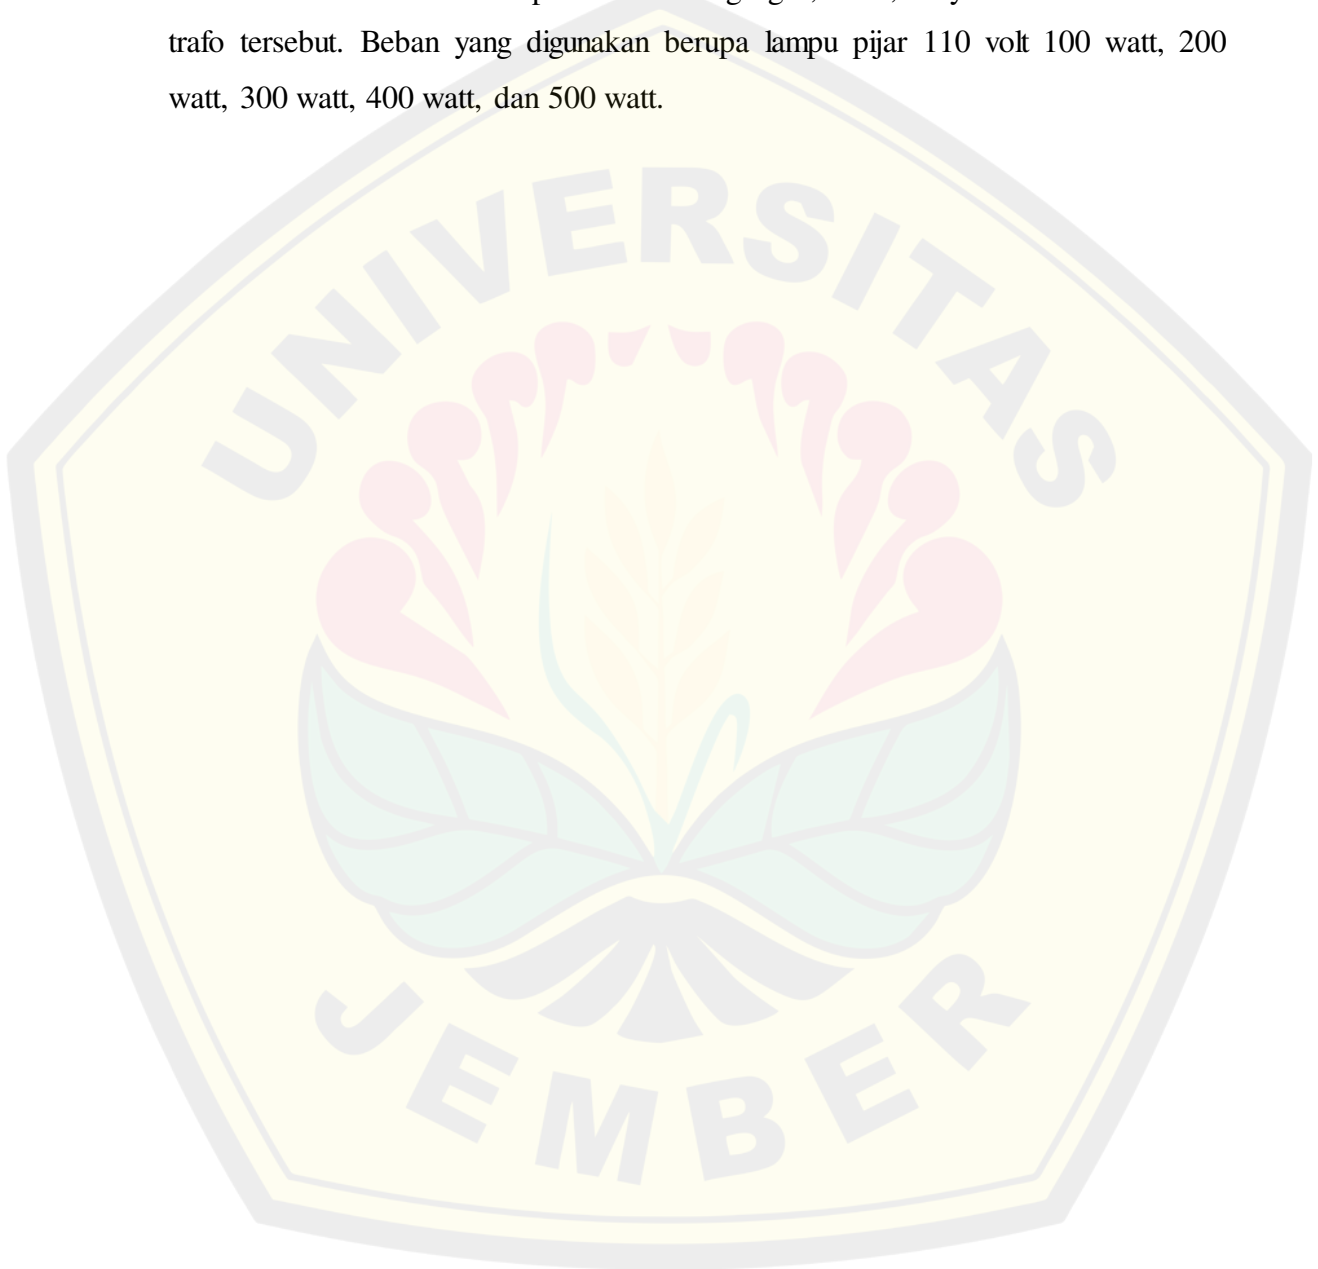 trafo tersebut. Beban yang digunakan berupa lampu pijar 110 volt 100 watt, 200
watt, 300 watt, 400 watt, dan 500 watt.
UNIVERSITAS
JEMBER